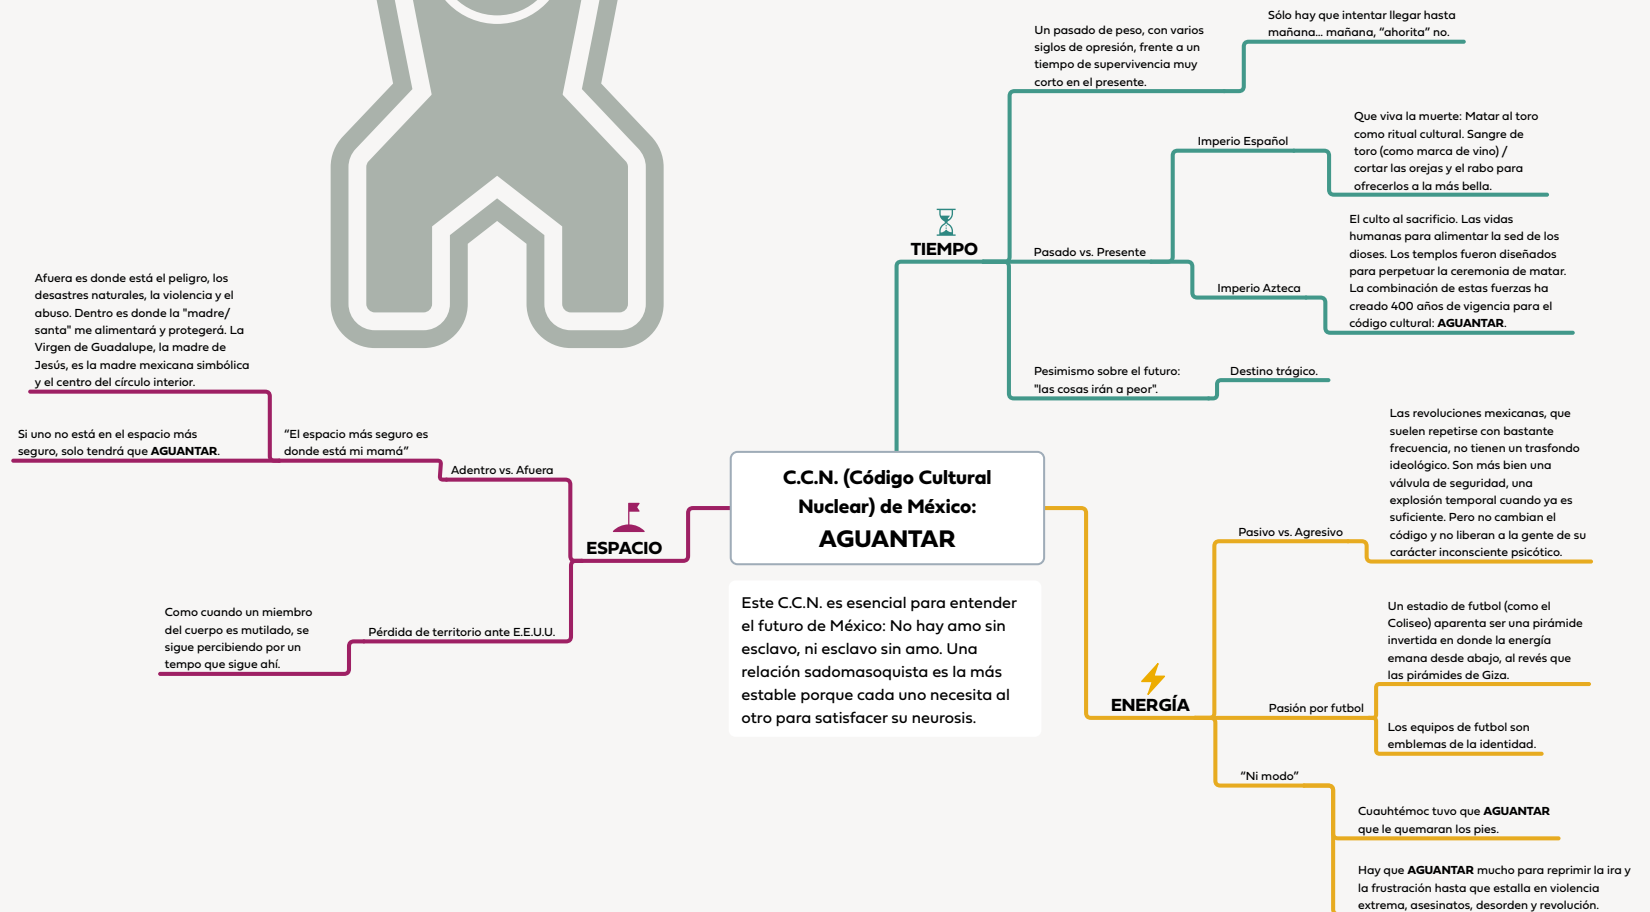 C.C.N. (Código Cultural
Nuclear) de México:
AGUANTAR
Este C.C.N. es esencial para entender
el futuro de México: No hay amo sin
esclavo, ni esclavo sin amo. Una
relación sadomasoquista es la más
estable porque cada uno necesita al
otro para satisfacer su neurosis.
TIEMPO
Un pasado de peso, con varios
siglos de opresión, frente a un
tiempo de supervivencia muy
corto en el presente.
Sólo hay que intentar llegar hasta
mañana... mañana, “ahorita” no.
Pasado vs. Presente
Imperio Español
Que viva la muerte: Matar al toro
como ritual cultural. Sangre de
toro (como marca de vino) /
cortar las orejas y el rabo para
ofrecerlos a la más bella.
Imperio Azteca
El culto al sacrificio. Las vidas
humanas para alimentar la sed de los
dioses. Los templos fueron diseñados
para perpetuar la ceremonia de matar.
La combinación de estas fuerzas ha
creado 400 años de vigencia para el
código cultural: AGUANTAR.
Pesimismo sobre el futuro:
"las cosas irán a peor".
Destino trágico.
ESPACIO
Adentro vs. Afuera
“El espacio más seguro es
donde está mi mamá”
Afuera es donde está el peligro, los
desastres naturales, la violencia y el
abuso. Dentro es donde la "madre/
santa" me alimentará y protegerá. La
Virgen de Guadalupe, la madre de
Jesús, es la madre mexicana simbólica
y el centro del círculo interior.
Si uno no está en el espacio más
seguro, solo tendrá que AGUANTAR.
Pérdida de territorio ante E.E.U.U.
Como cuando un miembro
del cuerpo es mutilado, se
sigue percibiendo por un
tempo que sigue ahí.
ENERGÍA
Pasivo vs. Agresivo
Las revoluciones mexicanas, que
suelen repetirse con bastante
frecuencia, no tienen un trasfondo
ideológico. Son más bien una
válvula de seguridad, una
explosión temporal cuando ya es
suficiente. Pero no cambian el
código y no liberan a la gente de su
carácter inconsciente psicótico.
Pasión por futbol
Un estadio de futbol (como el
Coliseo) aparenta ser una pirámide
invertida en donde la energía
emana desde abajo, al revés que
las pirámides de Giza.
Los equipos de futbol son
emblemas de la identidad.
“Ni modo”
Cuauhtémoc tuvo que AGUANTAR
que le quemaran los pies.
Hay que AGUANTAR mucho para reprimir la ira y
la frustración hasta que estalla en violencia
extrema, asesinatos, desorden y revolución.